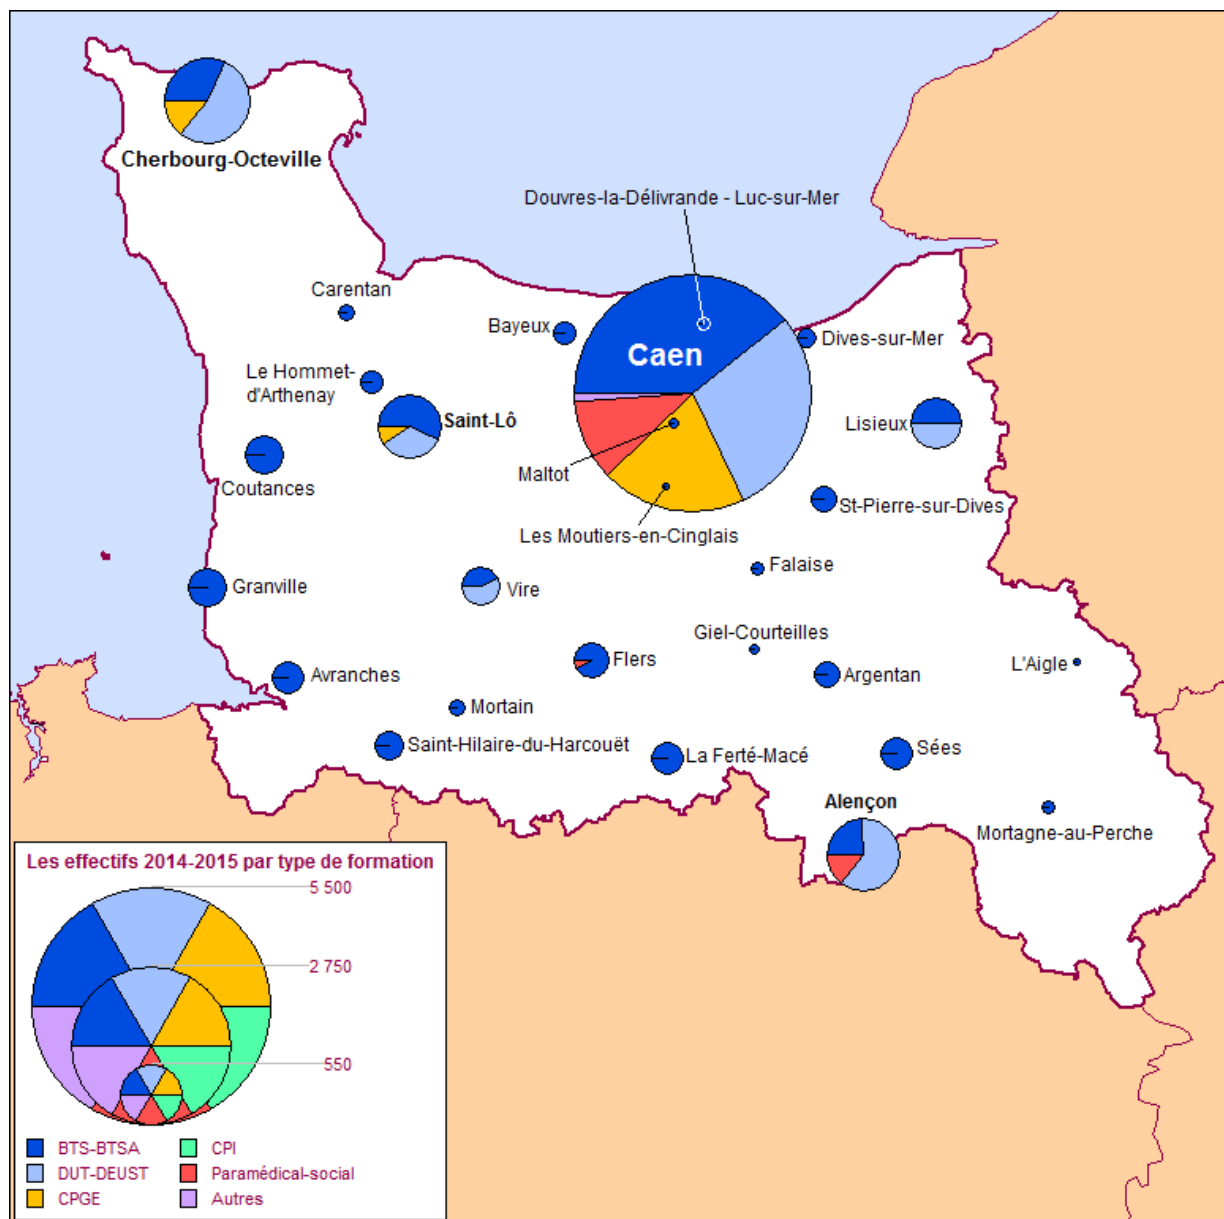 Cherbourg-Octeville
Douvres-la-Délivrande - Luc-sur-Mer
Carentan
Bayeux
Caen
Dives-sur-Mer
Le Hommet-
d'Arthenay
Saint-Lô
Lisieux
Maltot
Coutances
St-Pierre-sur-Dives
Les Moutiers-en-Cinglais
Falaise
Granville
Vire
Giel-Courteilles
Flers
L'Aigle
Avranches
Argentan
Mortain
Saint-Hilaire-du-Harcouët
La Ferté-Macé
Sées
Alençon
Mortagne-au-Perche
Les effectifs 2014-2015 par type de formation
5 500
2 750
550
BTS-BTSA
CPI
DUT-DEUST
Paramédical-social
CPGE
Autres